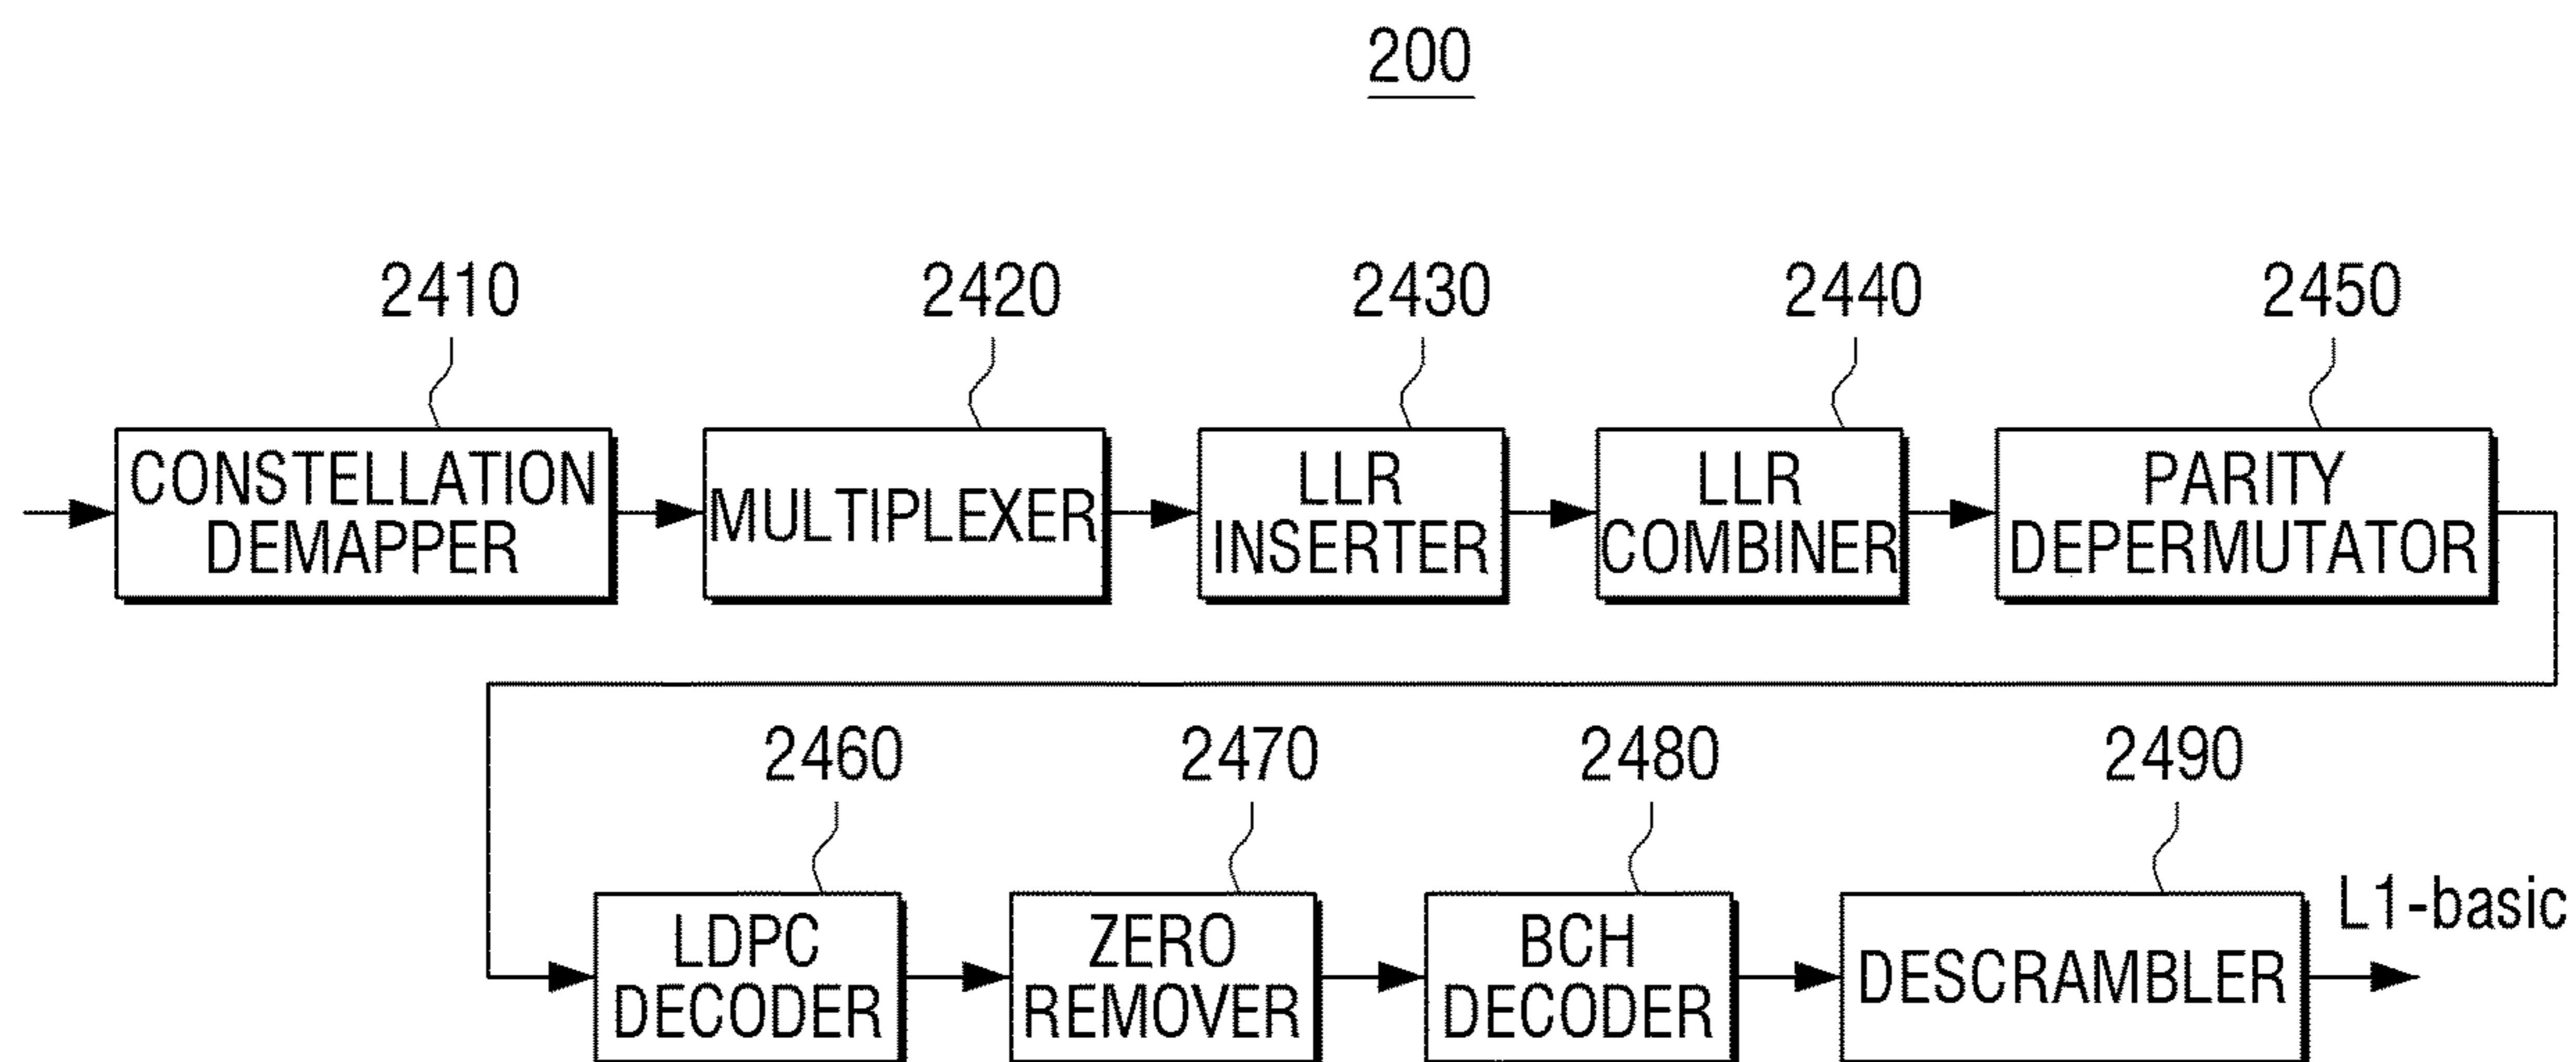 200
2410 2420 2430 2440 2450
CONSTELLATION
DEMAPPER
MULTIPLEXER
LLR
INSERTER
LLR
COMBINER
PARITY
DEPERMUTATOR
2460 2470 2480 2490
LDPC
DECODER
ZERO
REMOVER
BCH
DECODER
DESCRAMBLER
L1-basic